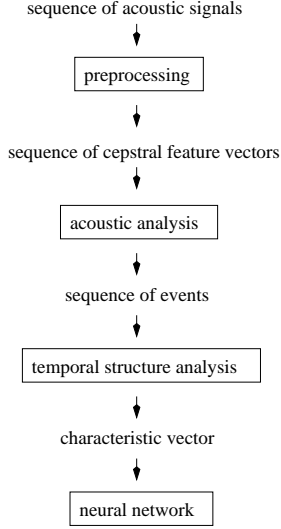 sequence of acoustic signals
preprocessing
sequence of cepstral feature vectors
acoustic analysis
sequence of events
temporal structure analysis
characteristic vector
neural network